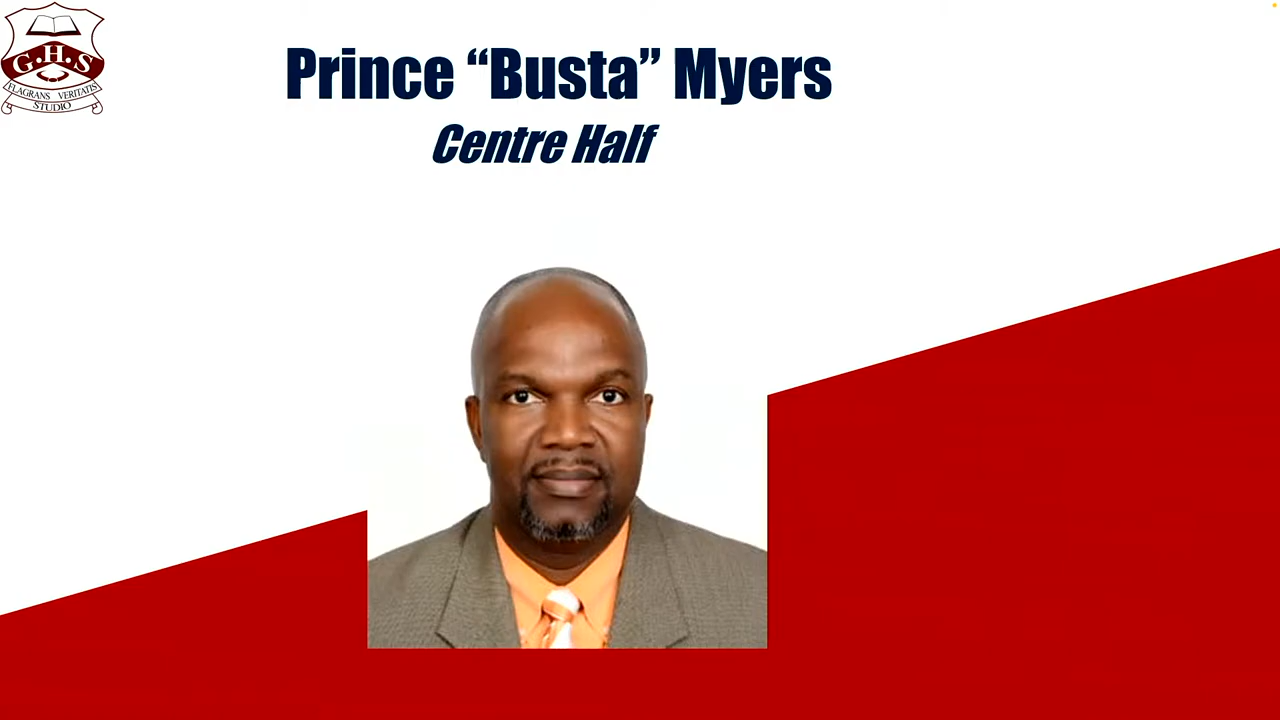 G.H.S
FLAGRANS VERITATIS
STUDIO
Prince “Busta” Myers
Centre Half